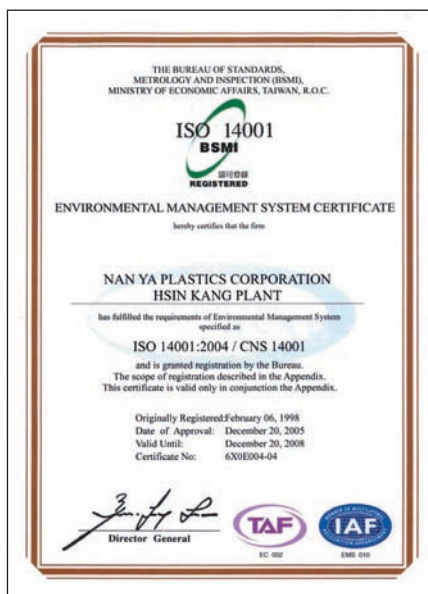 THE BUREAU OF STANDARDS,
METROLOGY AND INSPECTION (BSMI),
MINISTRY OF ECONOMIC AFFAIRS, TAIWAN, R.O.C.
ISO 14001
BSMI
REGISTERED
ENVIRONMENTAL MANAGEMENT SYSTEM CERTIFICATE
hereby certifies that the firm
NAN YA PLASTICS CORPORATION
HSIN KANG PLANT
has fulfilled the requirements of Environmental Management System
specified as
ISO 14001:2004 / CNS 14001
and is granted registration by the Bureau.
The scope of registration described in the Appendix.
This certificate is valid only in conjunction the Appendix.
Originally Registered:February 06, 1998
Date of Approval: December 20, 2005
Valid Until: December 20, 2008
Certificate No: 6X0E004-04
Director General
TAF
EC 002
MEMBER OF MULTILATERAL
RECOGNITION ARRANGEMENT
IAF
EMS 010